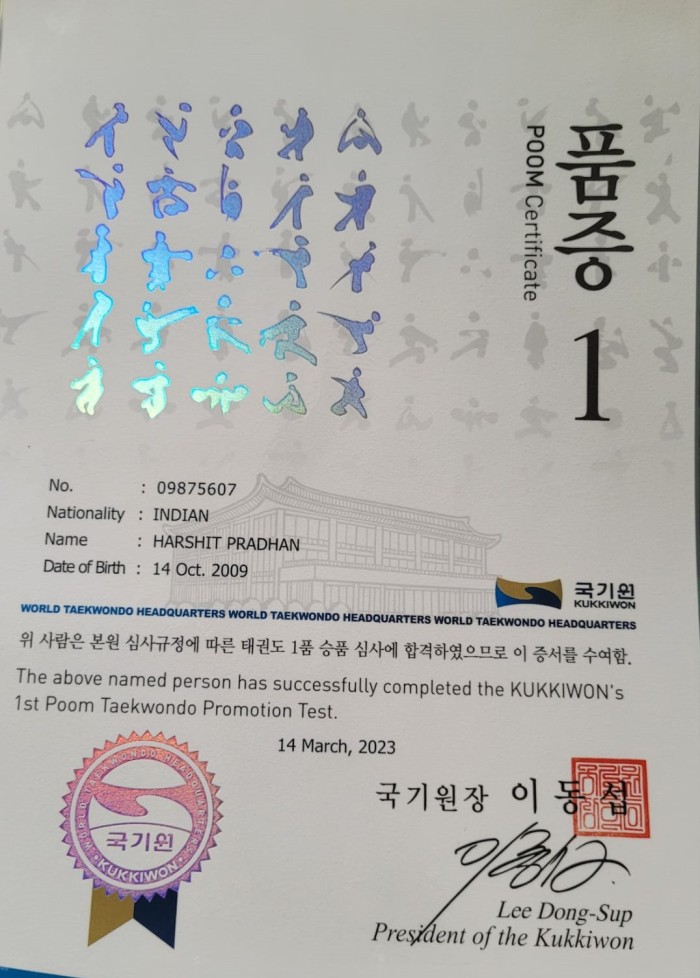 품증
POOM Certificate
1
No. : 09875607
Nationality : INDIAN
Name : HARSHIT PRADHAN
Date of Birth : 14 Oct. 2009
국기원
KUKKIWON
WORLD TAEKWONDO HEADQUARTERS WORLD TAEKWONDO HEADQUARTERS WORLD TAEKWONDO HEADQUARTERS
위 사람은 본원 심사규정에 따른 태권도 1품 승품 심사에 합격하였으므로 이 증서를 수여함.
The above named person has successfully completed the KUKKIWON's
1st Poom Taekwondo Promotion Test.
14 March, 2023
국기원장 이동섭
WORLD TAEKWONDO HEADQUARTERS
국기원
KUKKIWON
Lee Dong-Sup
President of the Kukkiwon